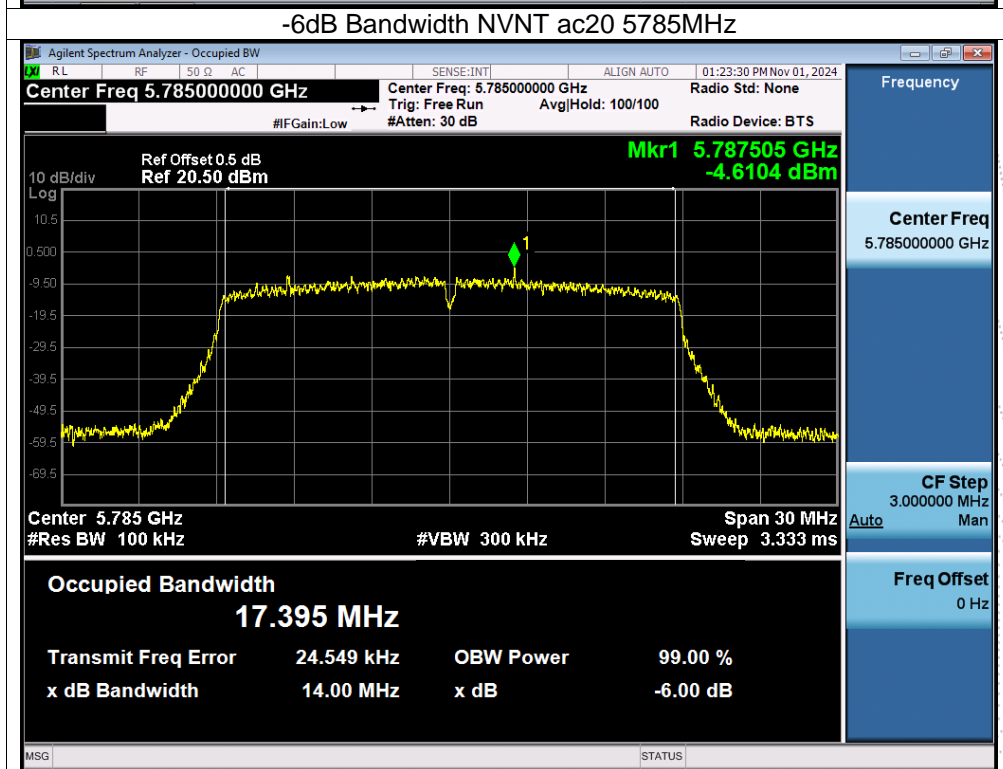 -6dB Bandwidth NVNT ac20 5785MHz
Agilent Spectrum Analyzer - Occupied BW
LXI RL RF 50 Ω AC SENSE:INT ALIGN AUTO 01:23:30 PM Nov 01, 2024
Center Freq 5.785000000 GHz
Center Freq: 5.785000000 GHz Radio Std: None
Trig: Free Run Avg|Hold: 100/100
#IFGain:Low #Atten: 30 dB Radio Device: BTS
Frequency
Mkr1 5.787505 GHz
-4.6104 dBm
Ref Offset 0.5 dB
10 dB/div Ref 20.50 dBm
Log
10.5
0.500
-9.50
-19.5
-29.5
-39.5
-49.5
-59.5
-69.5
1
Center 5.785 GHz Span 30 MHz
#Res BW 100 kHz #VBW 300 kHz Sweep 3.333 ms
Center Freq
5.785000000 GHz
CF Step
3.000000 MHz
Auto Man
Freq Offset
0 Hz
Occupied Bandwidth
17.395 MHz
Transmit Freq Error 24.549 kHz OBW Power 99.00 %
x dB Bandwidth 14.00 MHz x dB -6.00 dB
MSG STATUS